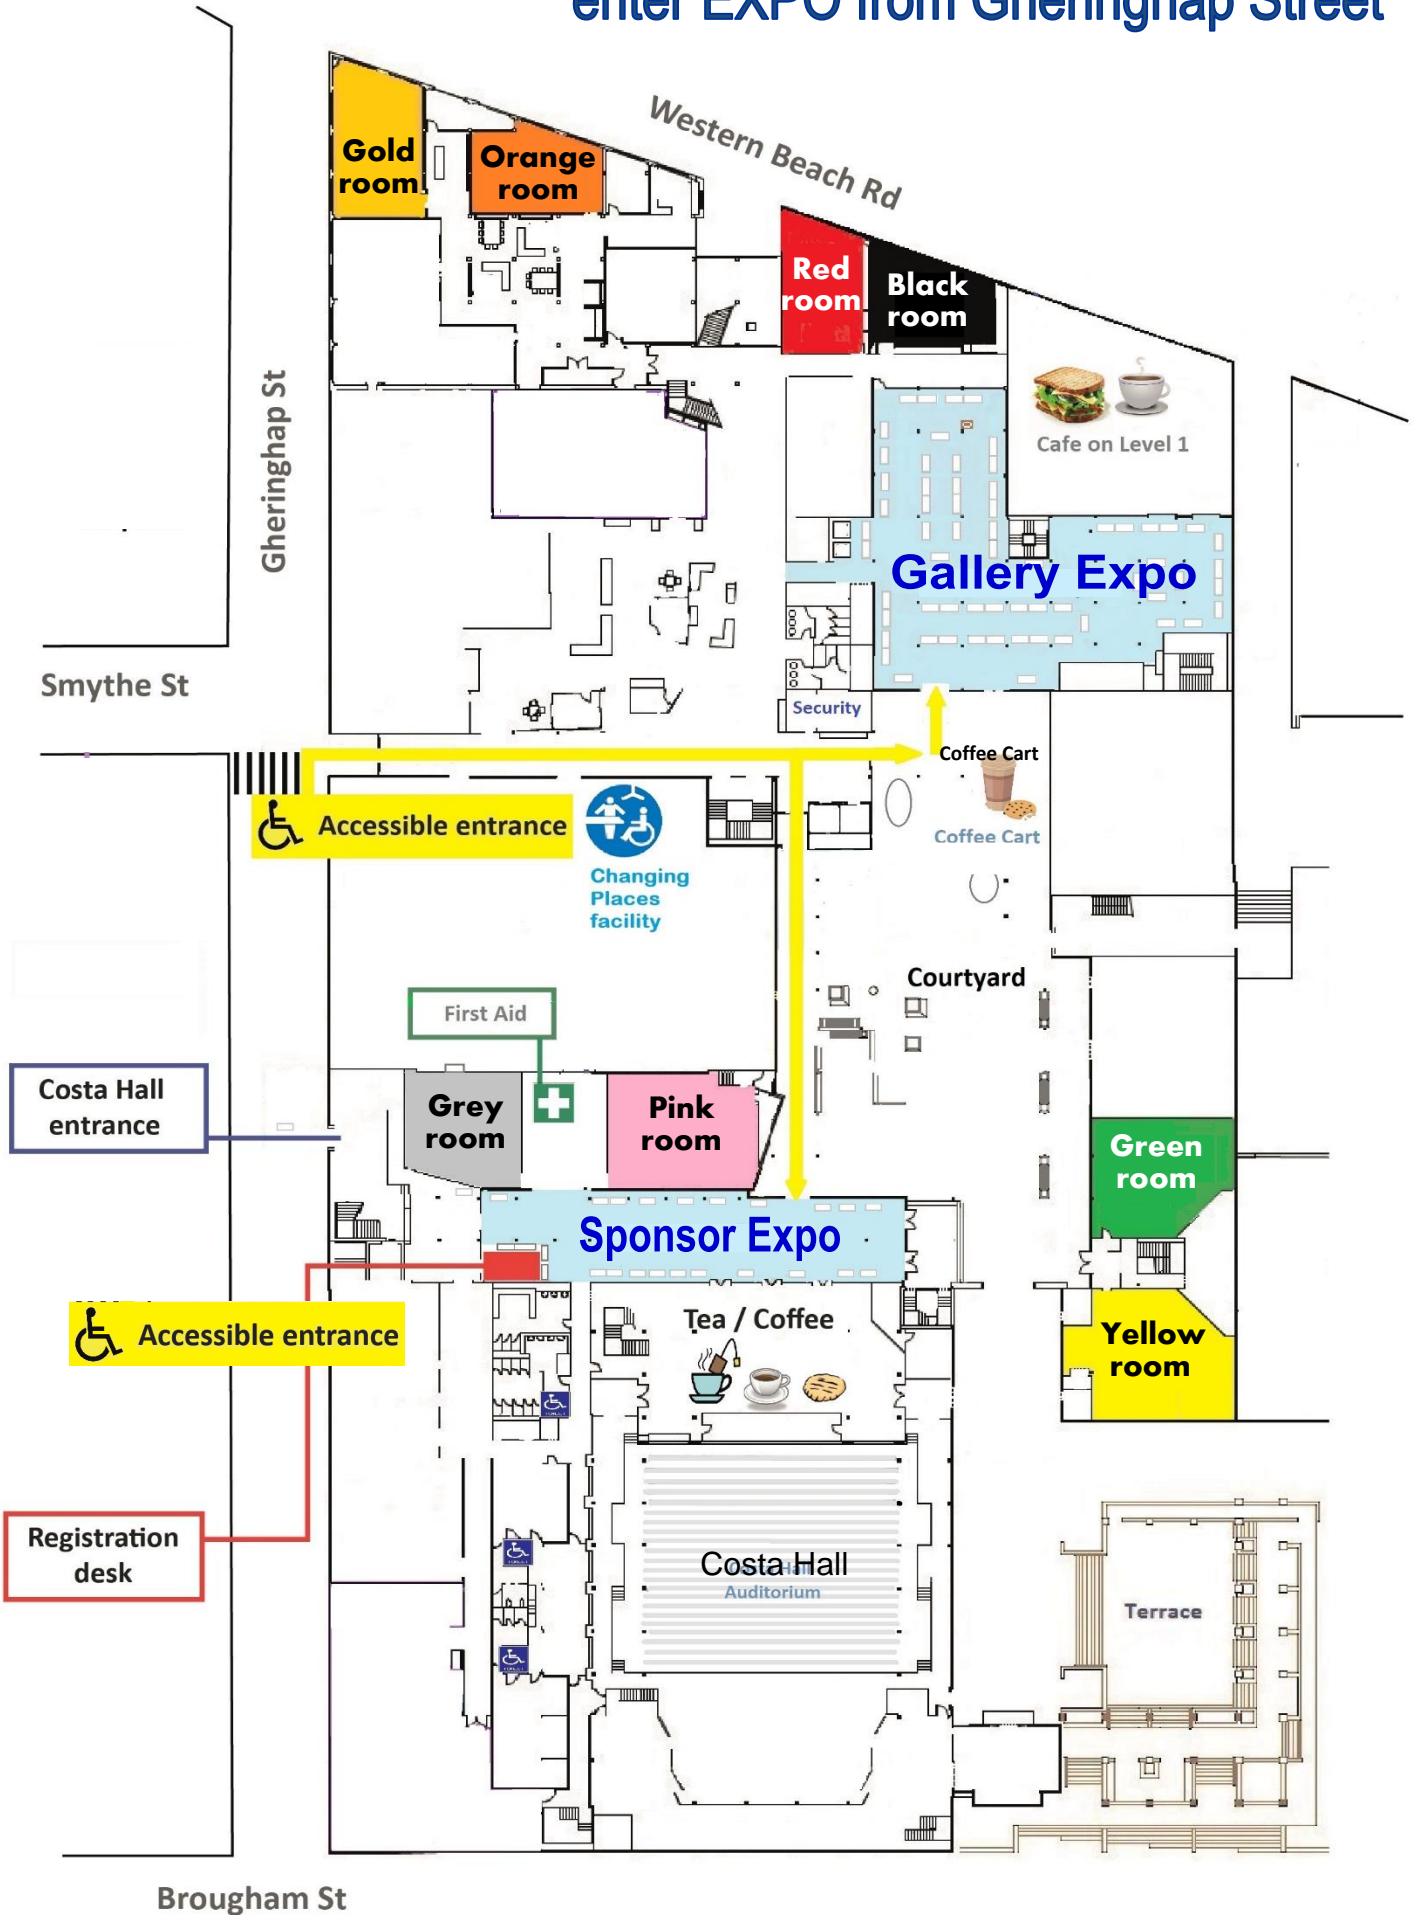 enter EXPO from Gheringhap Street
Western Beach Rd
Gold
room
Orange
room
Red
room
Black
room
Gheringhap St
Cafe on Level 1
Gallery Expo
Smythe St
Security
Coffee Cart
Coffee Cart
Accessible entrance
Changing
Places
facility
Courtyard
First Aid
Costa Hall
entrance
Grey
room
Pink
room
Green
room
Sponsor Expo
Accessible entrance
Tea / Coffee
Yellow
room
Registration
desk
Costa Hall
Costa Hall
Auditorium
Terrace
Brougham St